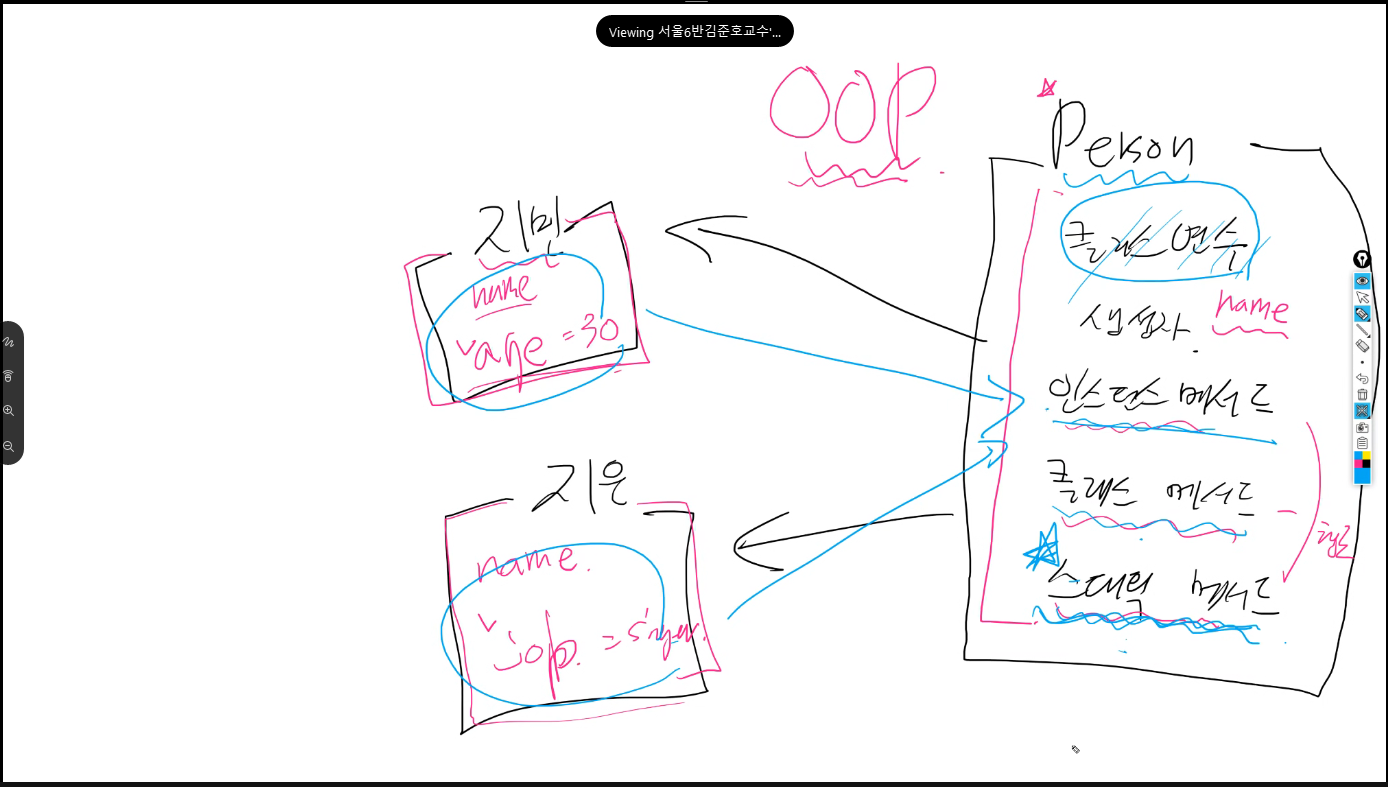 Viewing 서울6반김준호교수'...
OOP
Person
클래스 변수
생성자 name
인스턴스 메서드
클래스 메서드
스태틱 메서드
지민
name
age = 30
지은
name.
jop. = singer.